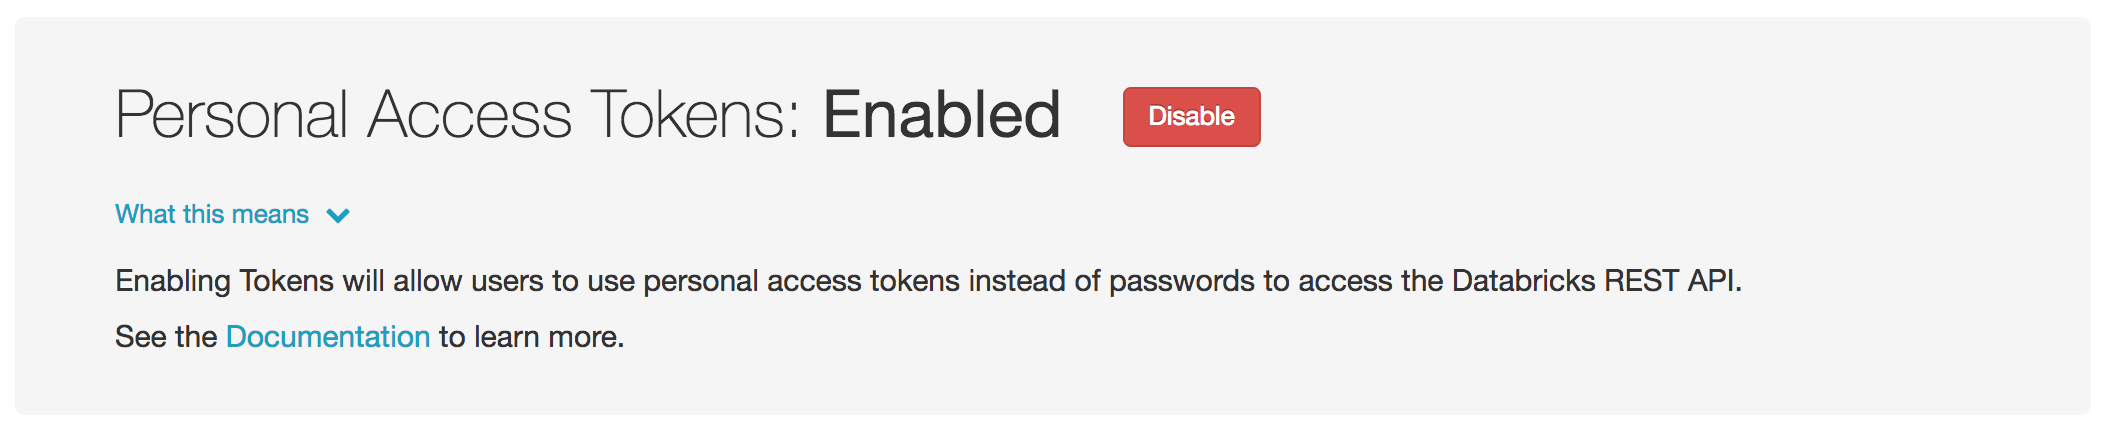 Personal Access Tokens: Enabled Disable
What this means
Enabling Tokens will allow users to use personal access tokens instead of passwords to access the Databricks REST API.
See the Documentation to learn more.